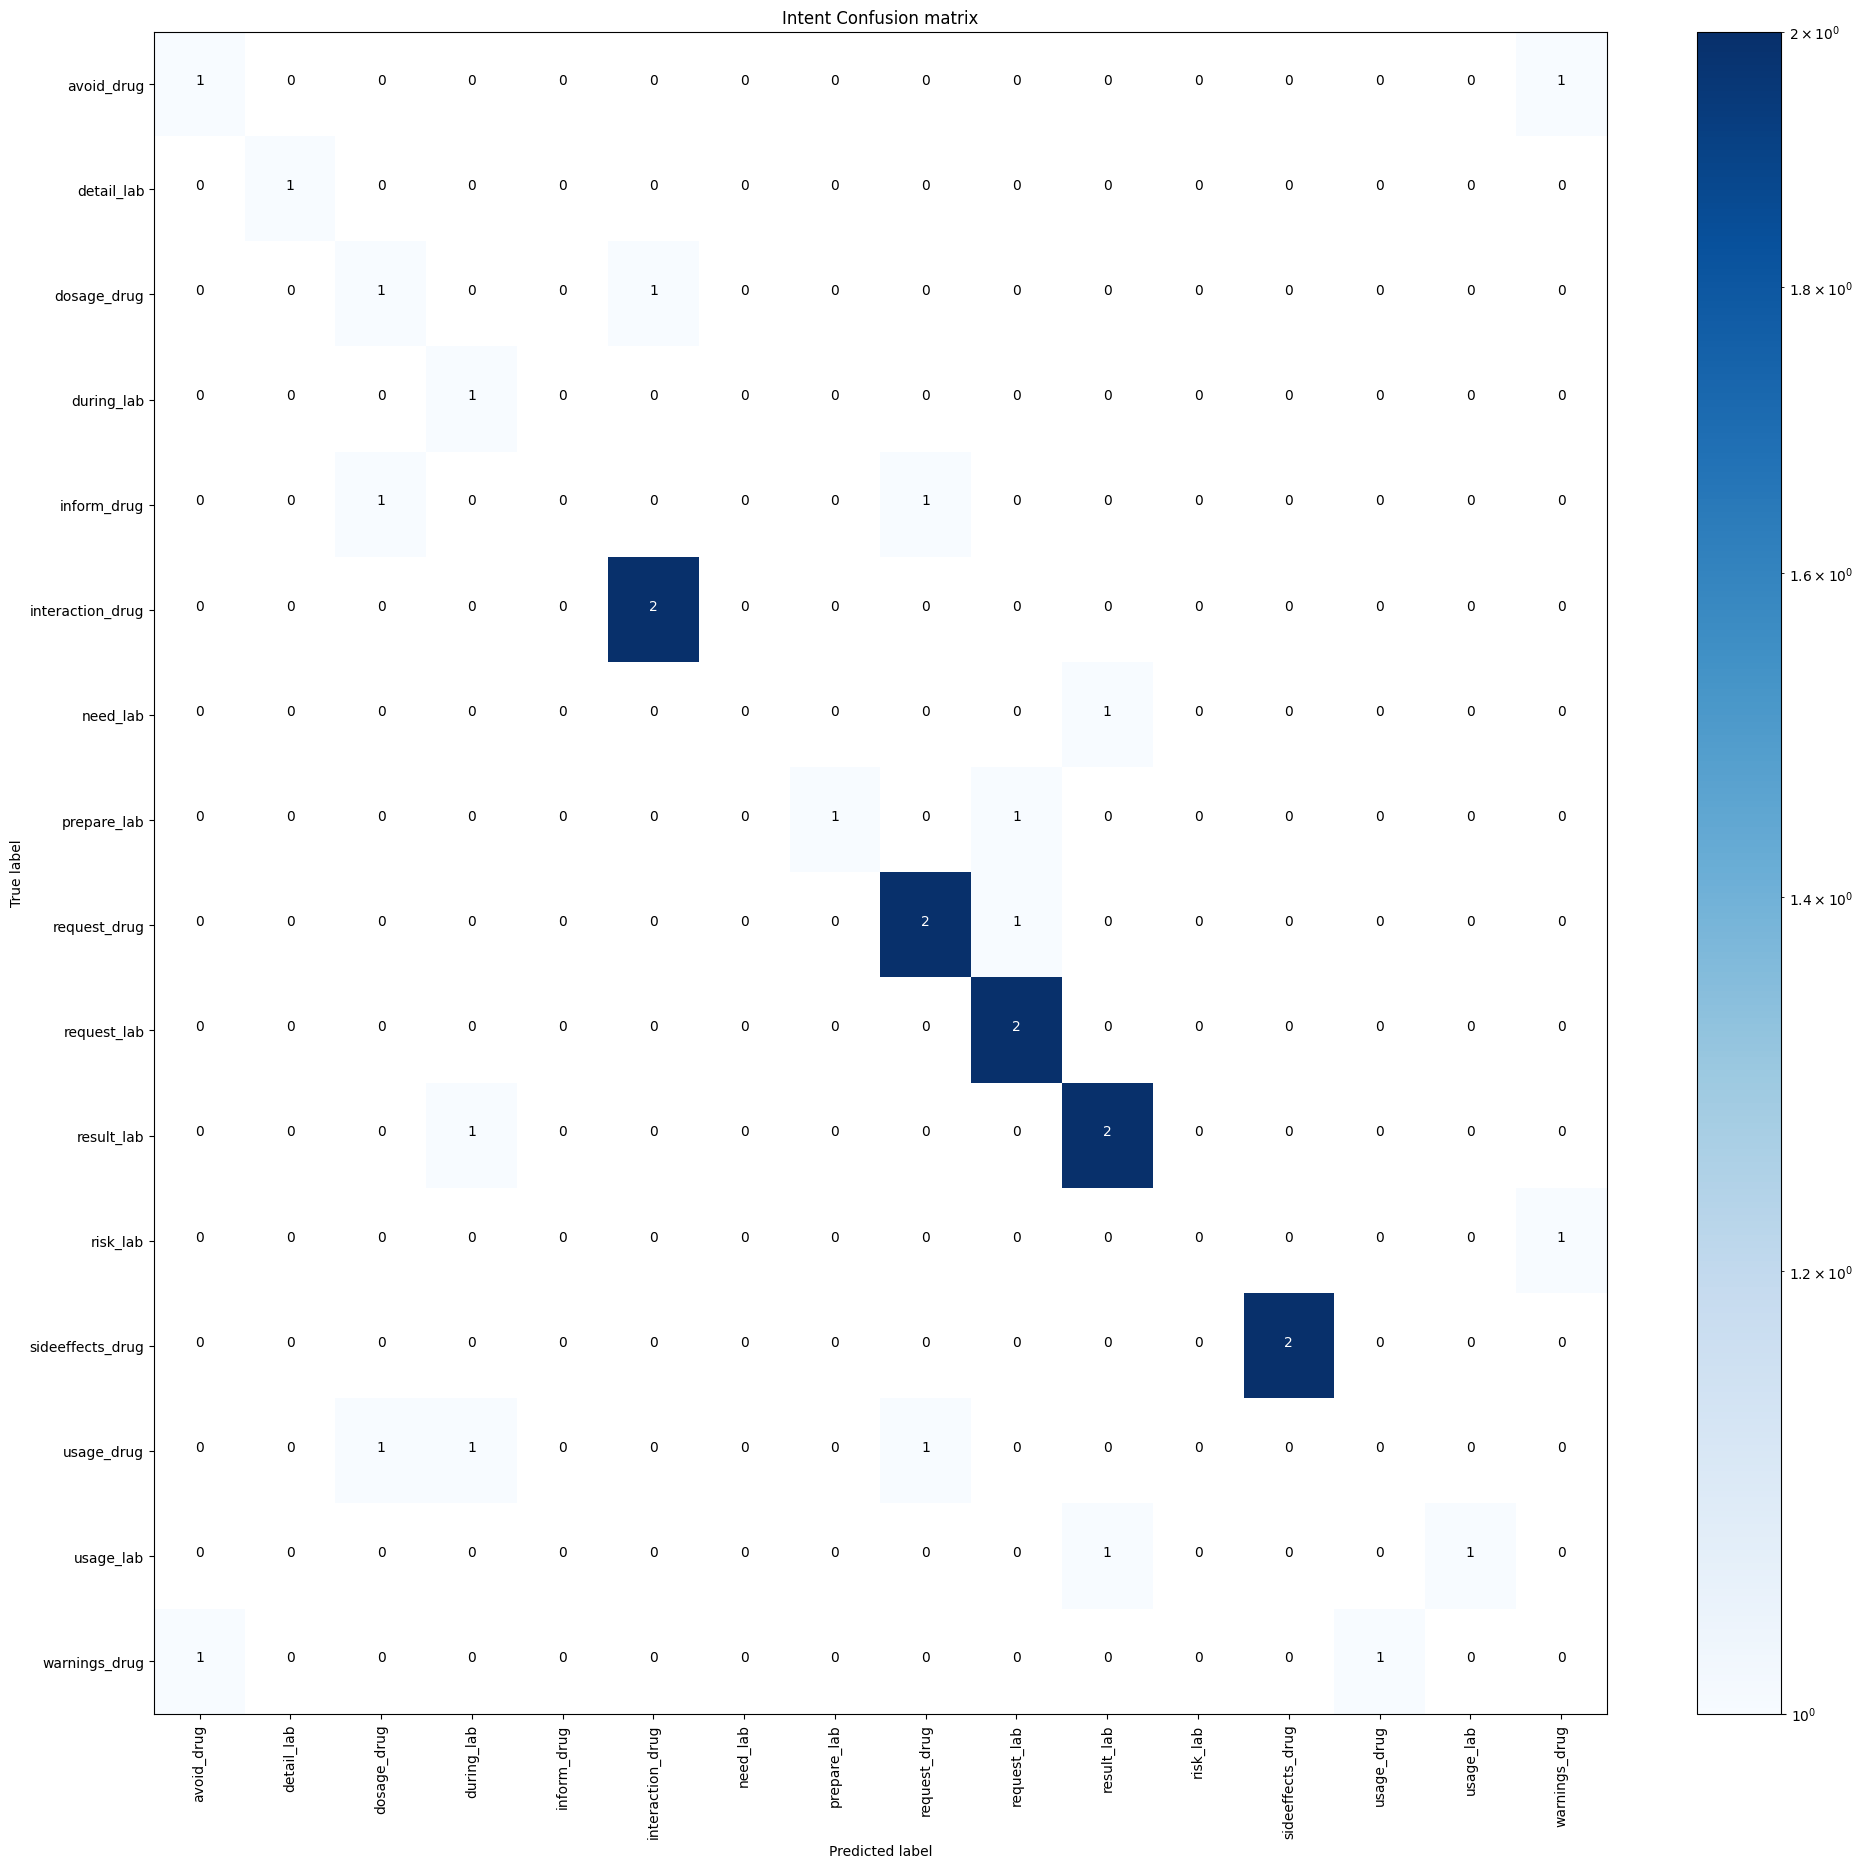 Intent Confusion matrix
avoid_drug 1 0 0 0 0 0 0 0 0 0 0 0 0 0 0 1
detail_lab 0 1 0 0 0 0 0 0 0 0 0 0 0 0 0 0
dosage_drug 0 0 1 0 0 1 0 0 0 0 0 0 0 0 0 0
during_lab 0 0 0 1 0 0 0 0 0 0 0 0 0 0 0 0
inform_drug 0 0 1 0 0 0 0 0 1 0 0 0 0 0 0 0
interaction_drug 0 0 0 0 0 2 0 0 0 0 0 0 0 0 0 0
need_lab 0 0 0 0 0 0 0 0 0 0 1 0 0 0 0 0
prepare_lab 0 0 0 0 0 0 0 1 0 1 0 0 0 0 0 0
request_drug 0 0 0 0 0 0 0 0 2 1 0 0 0 0 0 0
request_lab 0 0 0 0 0 0 0 0 0 2 0 0 0 0 0 0
result_lab 0 0 0 1 0 0 0 0 0 0 2 0 0 0 0 0
risk_lab 0 0 0 0 0 0 0 0 0 0 0 0 0 0 0 1
sideeffects_drug 0 0 0 0 0 0 0 0 0 0 0 0 2 0 0 0
usage_drug 0 0 1 1 0 0 0 0 1 0 0 0 0 0 0 0
usage_lab 0 0 0 0 0 0 0 0 0 0 1 0 0 0 1 0
warnings_drug 1 0 0 0 0 0 0 0 0 0 0 0 0 1 0 0
True label
avoid_drug
detail_lab
dosage_drug
during_lab
inform_drug
interaction_drug
need_lab
prepare_lab
request_drug
request_lab
result_lab
risk_lab
sideeffects_drug
usage_drug
usage_lab
warnings_drug
Predicted label
2 × 10⁰
1.8 × 10⁰
1.6 × 10⁰
1.4 × 10⁰
1.2 × 10⁰
10⁰